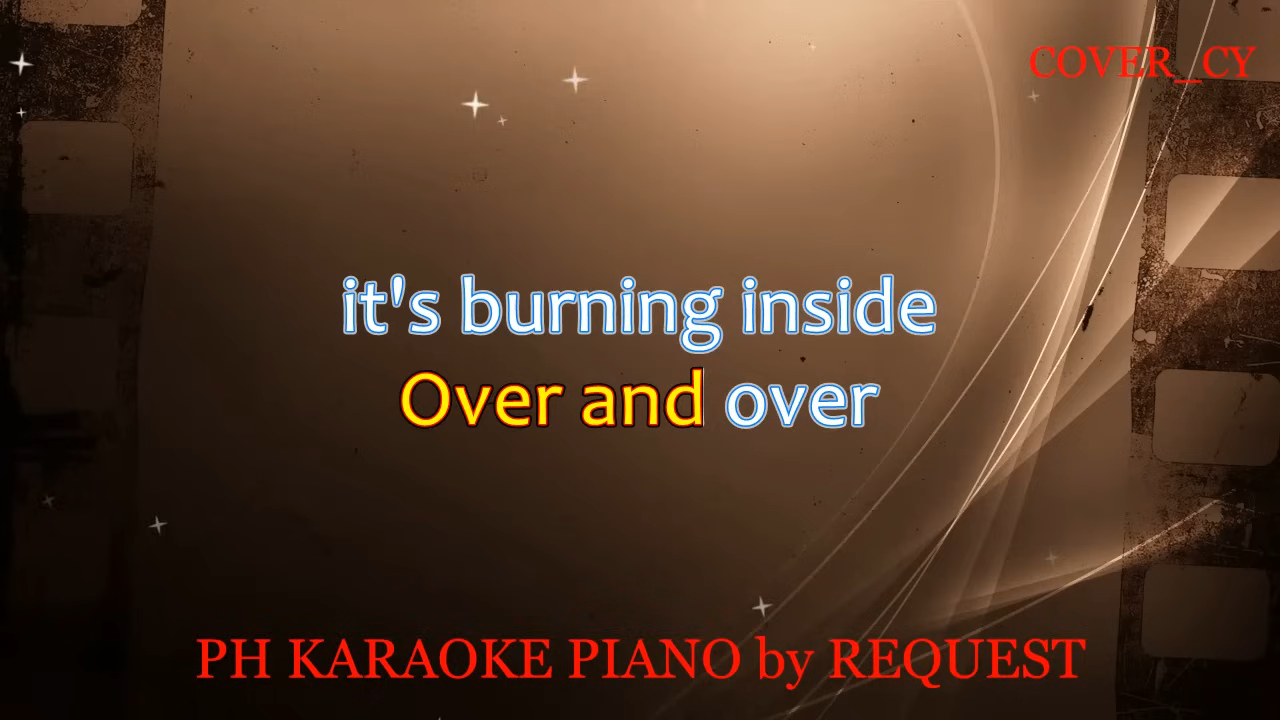 COVER_CY
it's burning inside
Over and over
PH KARAOKE PIANO by REQUEST